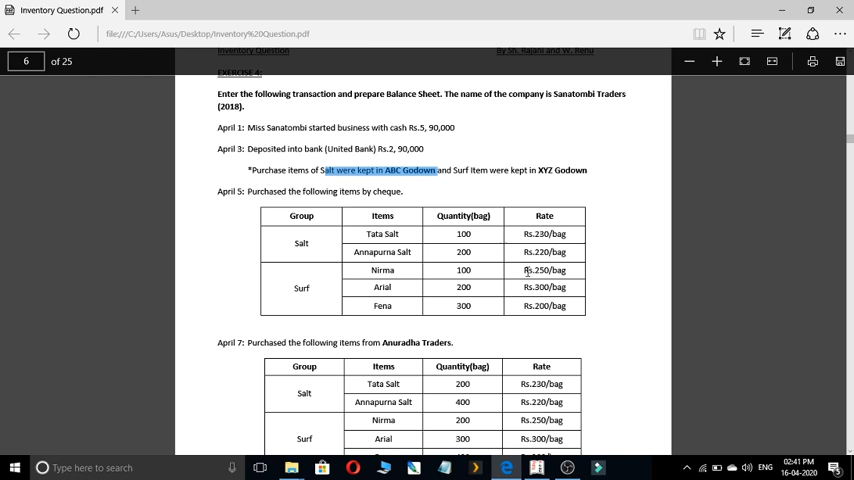 Inventory Question.pdf
file:///C:/Users/Asus/Desktop/Inventory%20Question.pdf
6 of 25
Inventory Question By Sh. Rajani and W. Renu
EXERCISE 4:
Enter the following transaction and prepare Balance Sheet. The name of the company is Sanatombi Traders
(2018).
April 1: Miss Sanatombi started business with cash Rs.5, 90,000
April 3: Deposited into bank (United Bank) Rs.2, 90,000
*Purchase items of Salt were kept in ABC Godown and Surf Item were kept in XYZ Godown
April 5: Purchased the following items by cheque.
Group Items Quantity(bag) Rate
Salt Tata Salt 100 Rs.230/bag
Annapurna Salt 200 Rs.220/bag
Surf Nirma 100 Rs.250/bag
Arial 200 Rs.300/bag
Fena 300 Rs.200/bag
April 7: Purchased the following items from Anuradha Traders.
Group Items Quantity(bag) Rate
Salt Tata Salt 200 Rs.230/bag
Annapurna Salt 400 Rs.220/bag
Surf Nirma 200 Rs.250/bag
Arial 300 Rs.300/bag
Type here to search
ENG
02:41 PM
16-04-2020